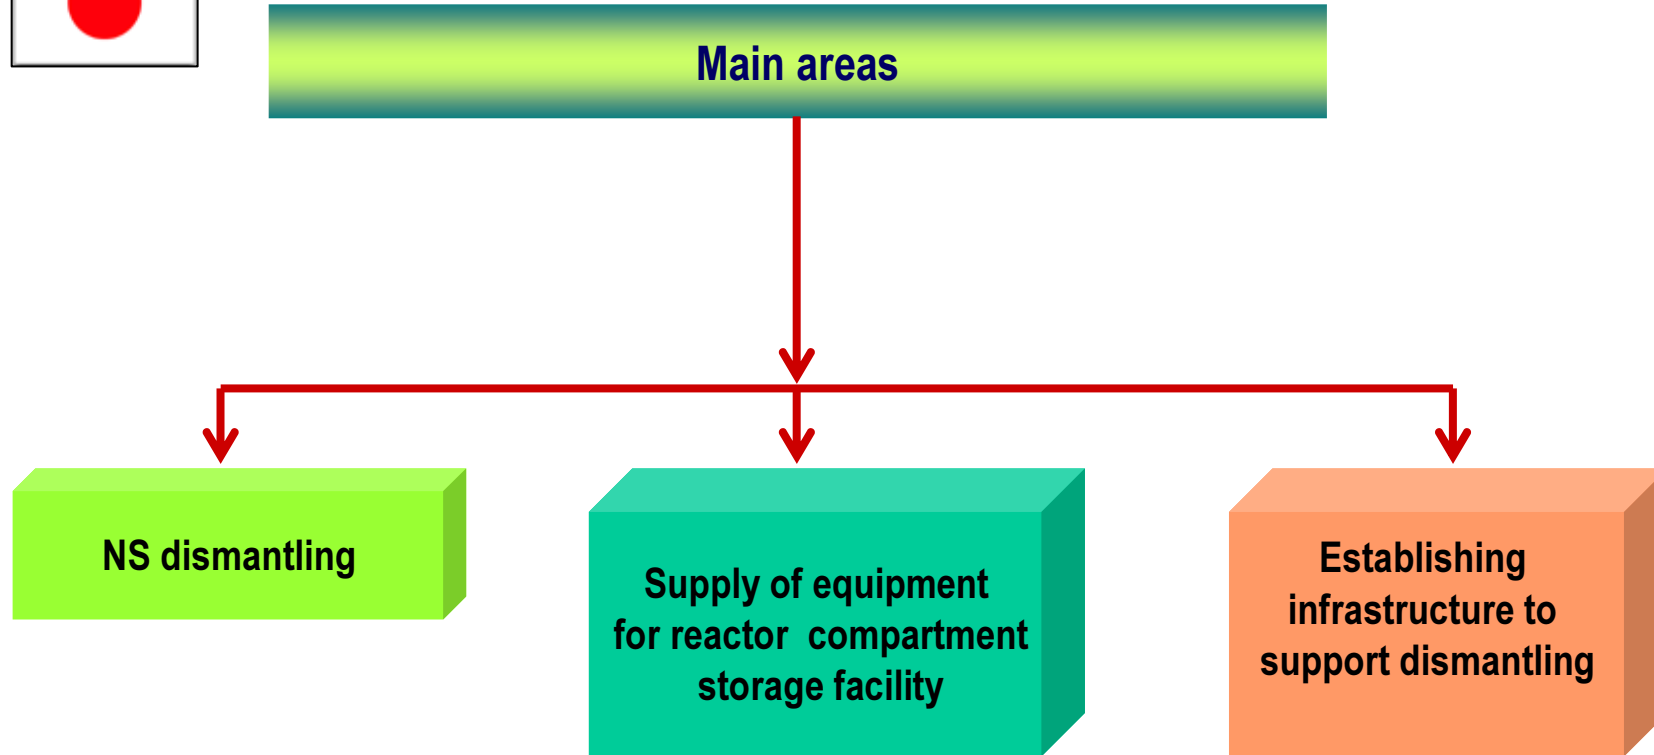 Main areas
NS dismantling
Supply of equipment
for reactor compartment
storage facility
Establishing
infrastructure to
support dismantling